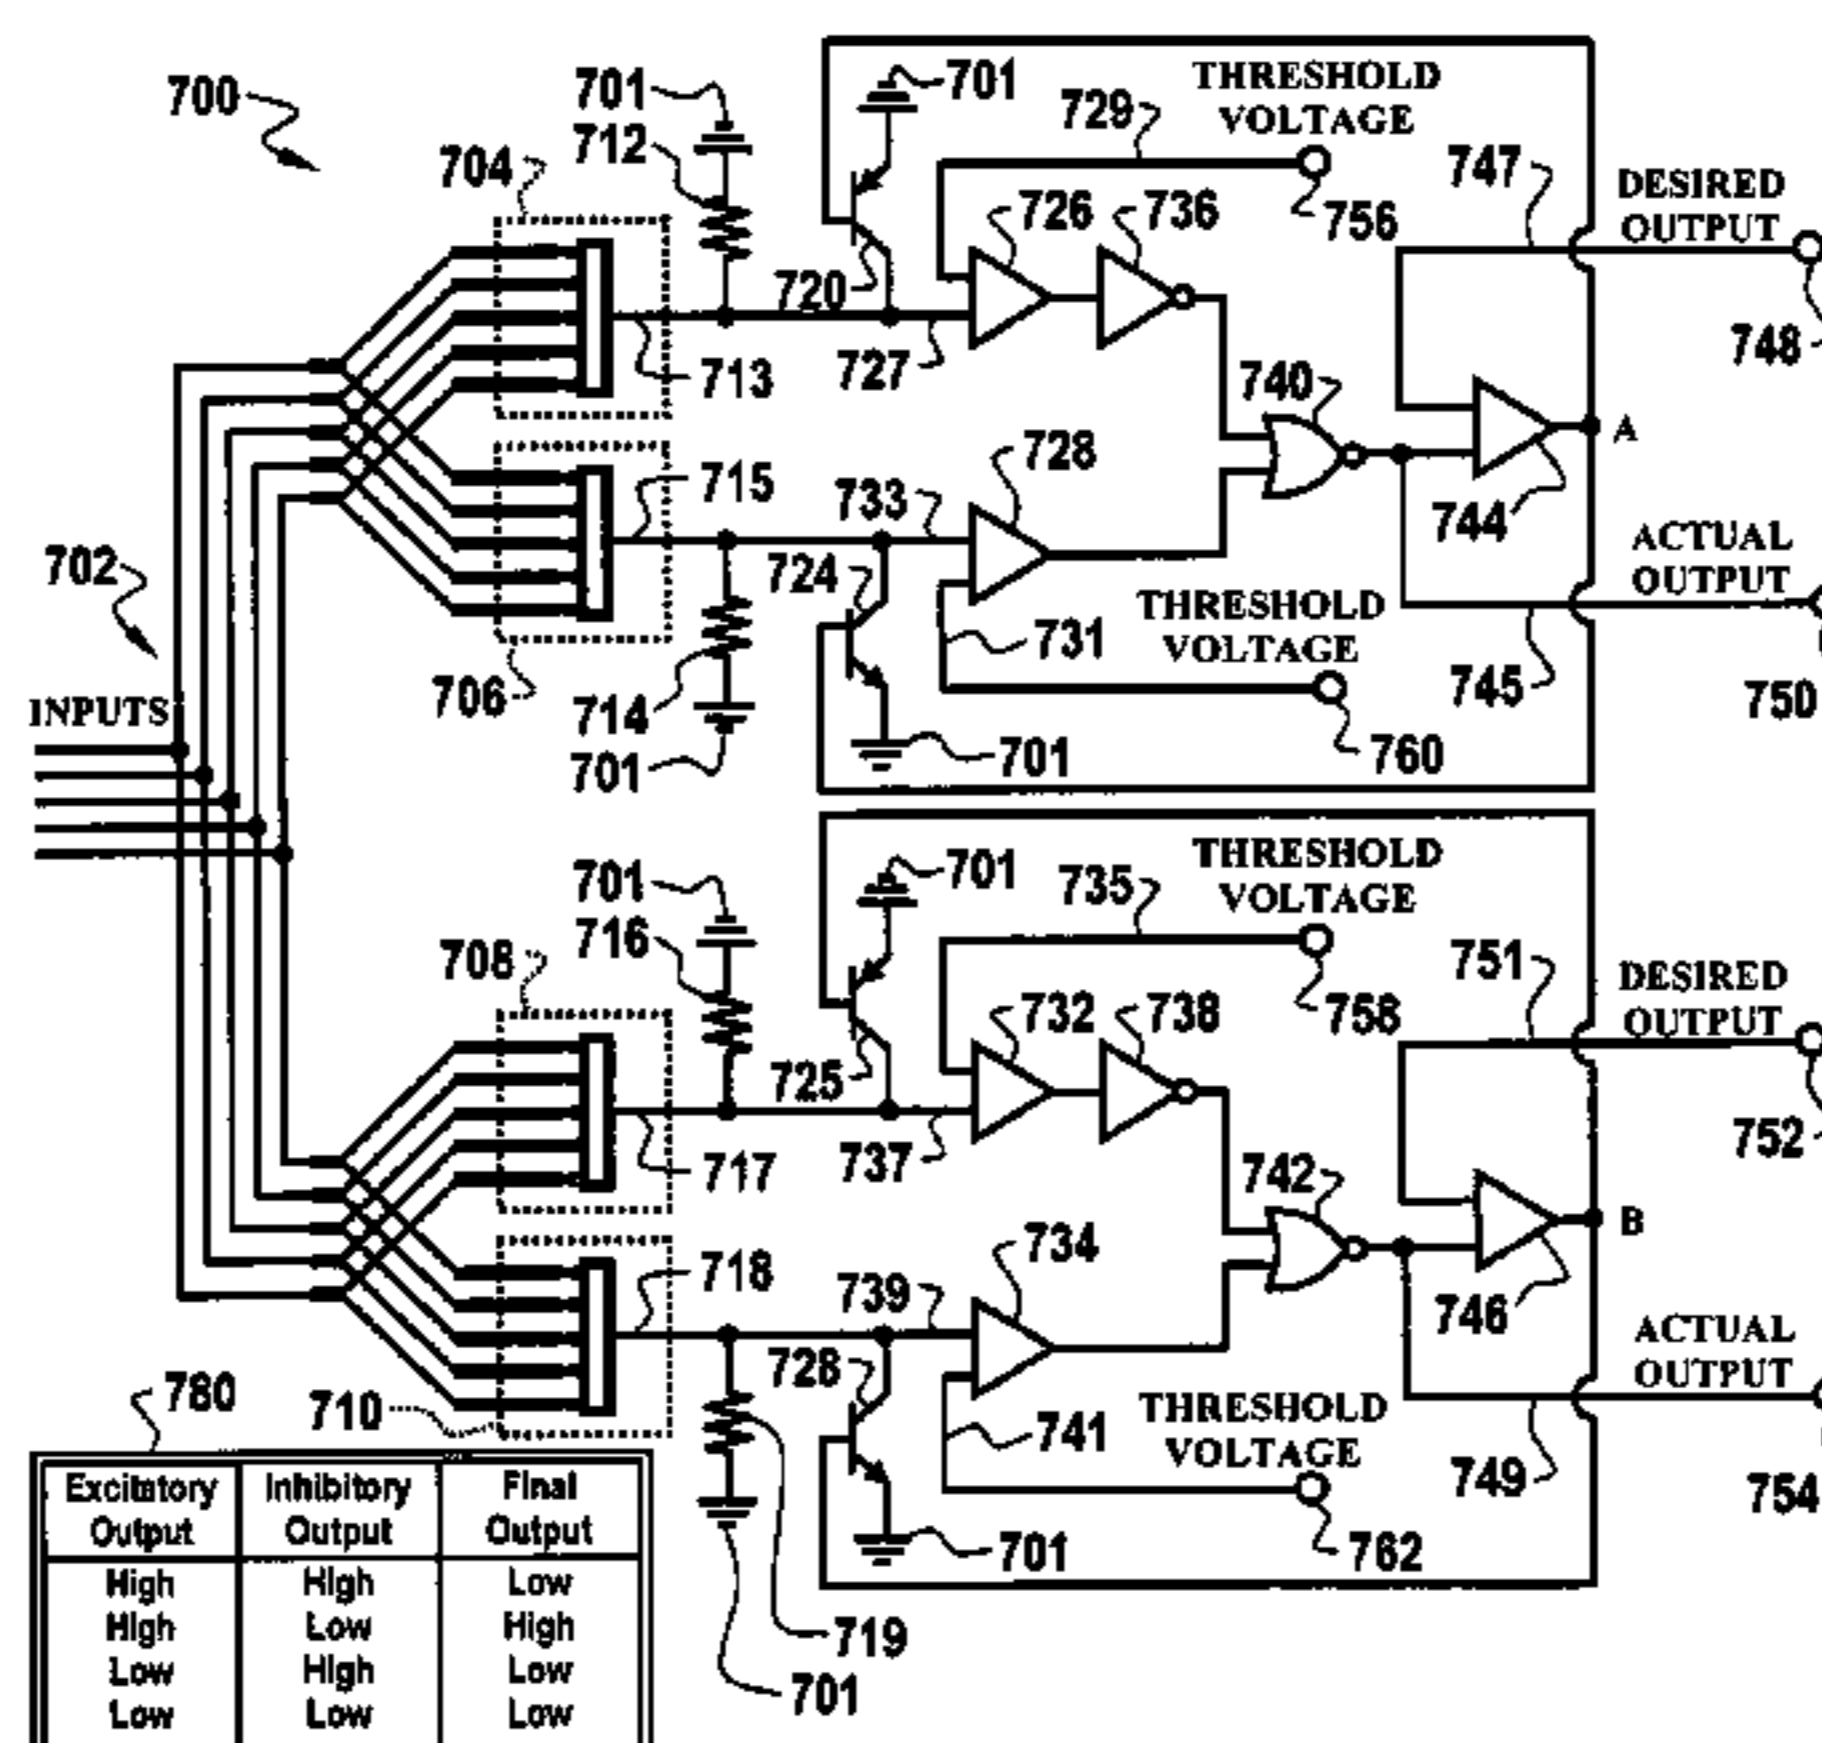 700
701
712
704
701
729
THRESHOLD
VOLTAGE
747
DESIRED
OUTPUT
726
736
756
720
748
713
727
740
A
715
733
728
744
702
724
ACTUAL
OUTPUT
THRESHOLD
VOLTAGE
731
745
706
714
750
INPUTS
701
701
760
701
716
701
735
THRESHOLD
VOLTAGE
751
DESIRED
OUTPUT
708
732
738
758
725
752
717
737
742
B
718
739
734
746
728
ACTUAL
OUTPUT
780
710
741
THRESHOLD
VOLTAGE
749
754
701
762
719
701
Excitatory Output Inhibitory Output Final Output
High High Low
High Low High
Low High Low
Low Low Low